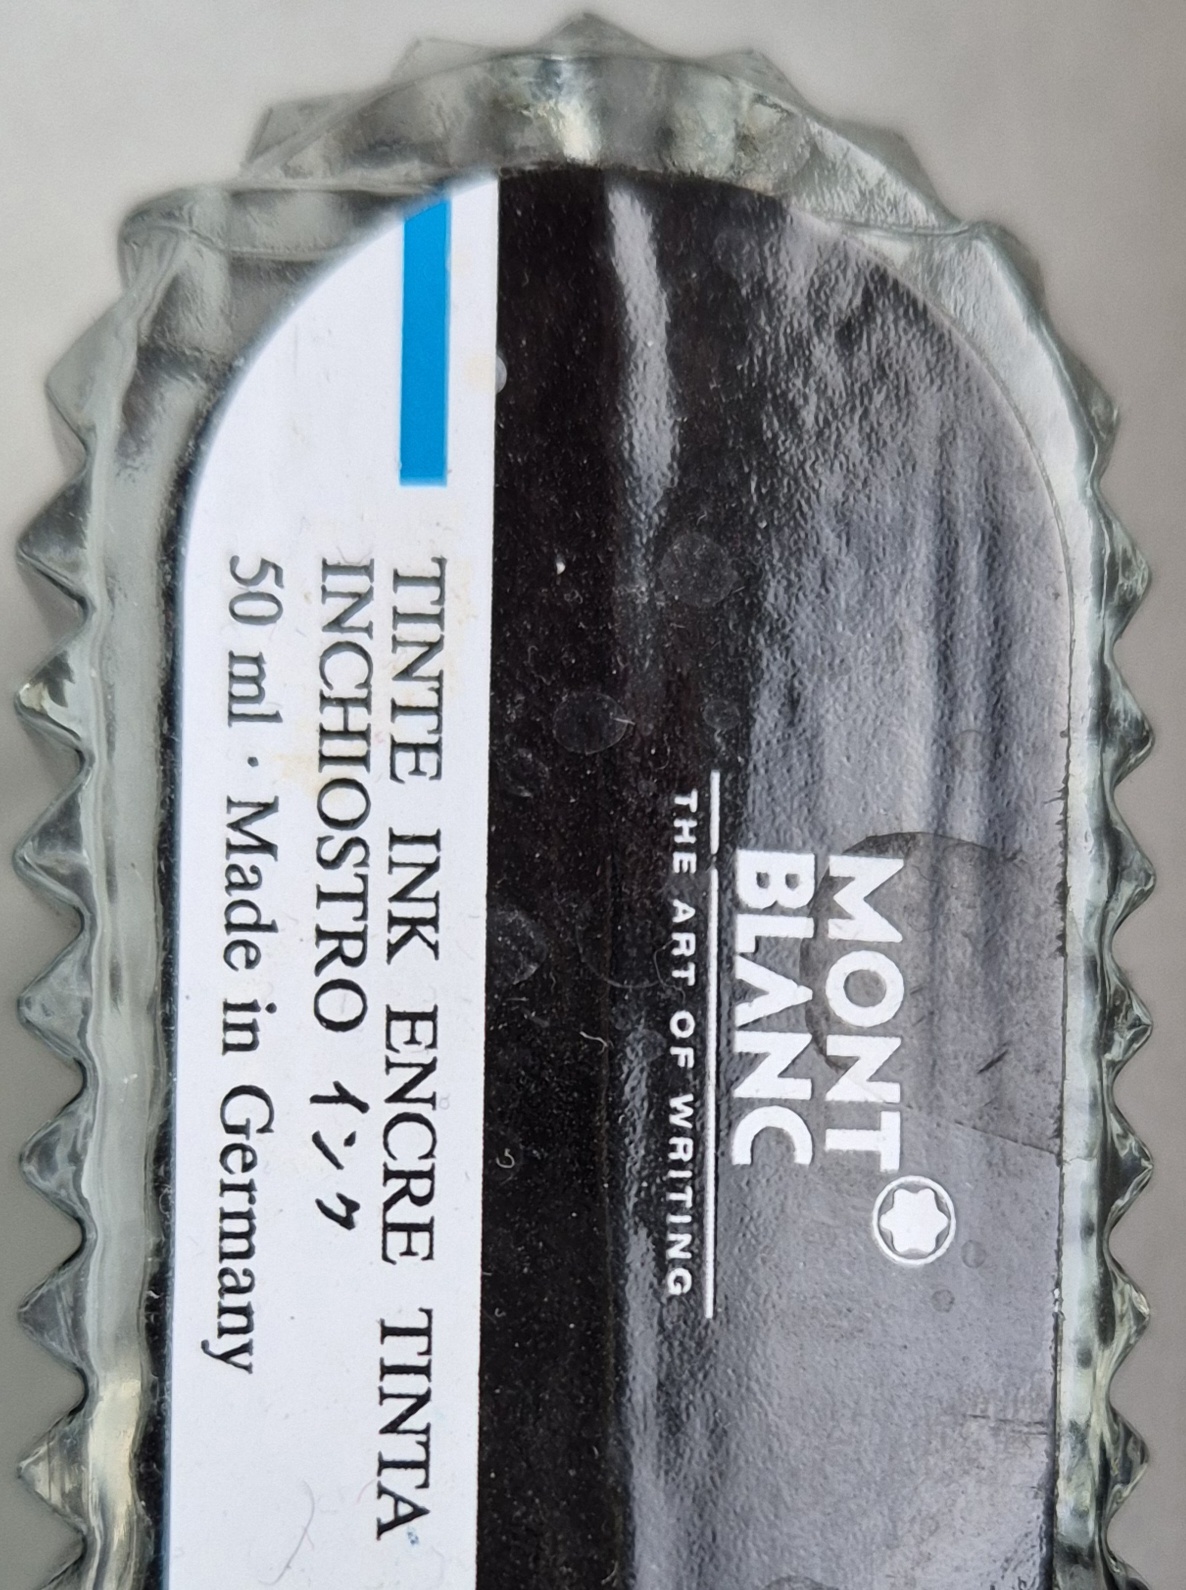 MONT
BLANC
THE ART OF WRITING
TINTE INK ENCRE TINTA
INCHIOSTRO インク
50 ml · Made in Germany